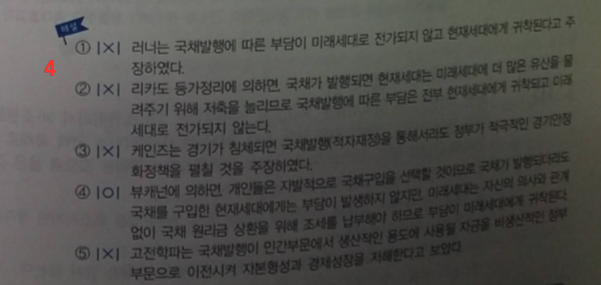 해설
① |×| 러너는 국채발행에 따른 부담이 미래세대로 전가되지 않고 현재세대에게 귀착된다고 주
4
장하였다.
② |×| 리카도 등가정리에 의하면, 국채가 발행되면 현재세대는 미래세대에 더 많은 유산을 물
려주기 위해 저축을 늘리므로 국채발행에 따른 부담은 전부 현재세대에게 귀착되고 미래
세대로 전가되지 않는다.
③ |×| 케인즈는 경기가 침체되면 국채발행(적자재정)을 통해서라도 정부가 적극적인 경기안정
화정책을 펼칠 것을 주장하였다.
④ |○| 뷰캐넌에 의하면, 개인들은 자발적으로 국채구입을 선택할 것이므로 국채가 발행되더라도
국채를 구입한 현재세대에게는 부담이 발생하지 않지만, 미래세대는 자신의 의사와 관계
없이 국채 원리금 상환을 위해 조세를 납부해야 하므로 부담이 미래세대에게 귀착된다.
⑤ |×| 고전학파는 국채발행이 민간부문에서 생산적인 용도에 사용될 자금을 비생산적인 정부
부문으로 이전시켜 자본형성과 경제성장을 저해한다고 보았다.